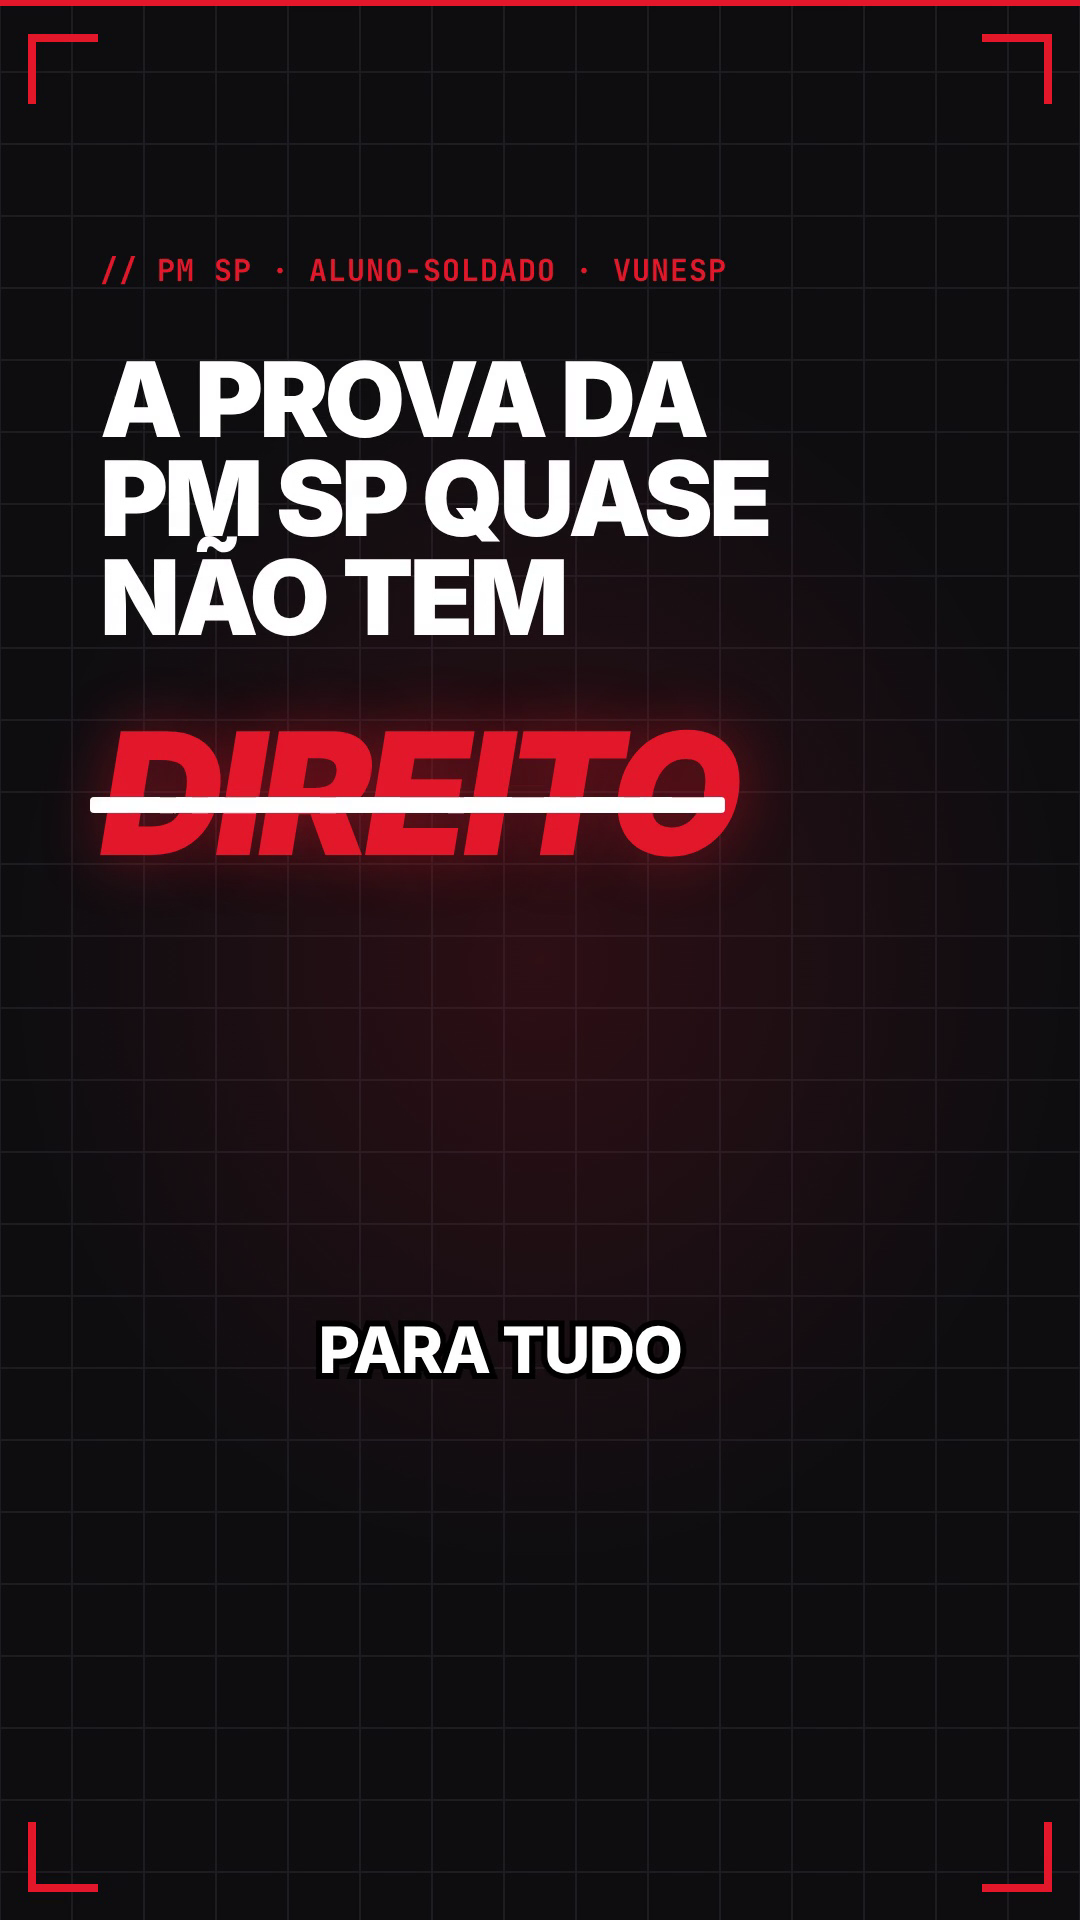 // PM SP · ALUNO-SOLDADO · VUNESP
A PROVA DA
PM SP QUASE
NÃO TEM
DIREITO
PARA TUDO